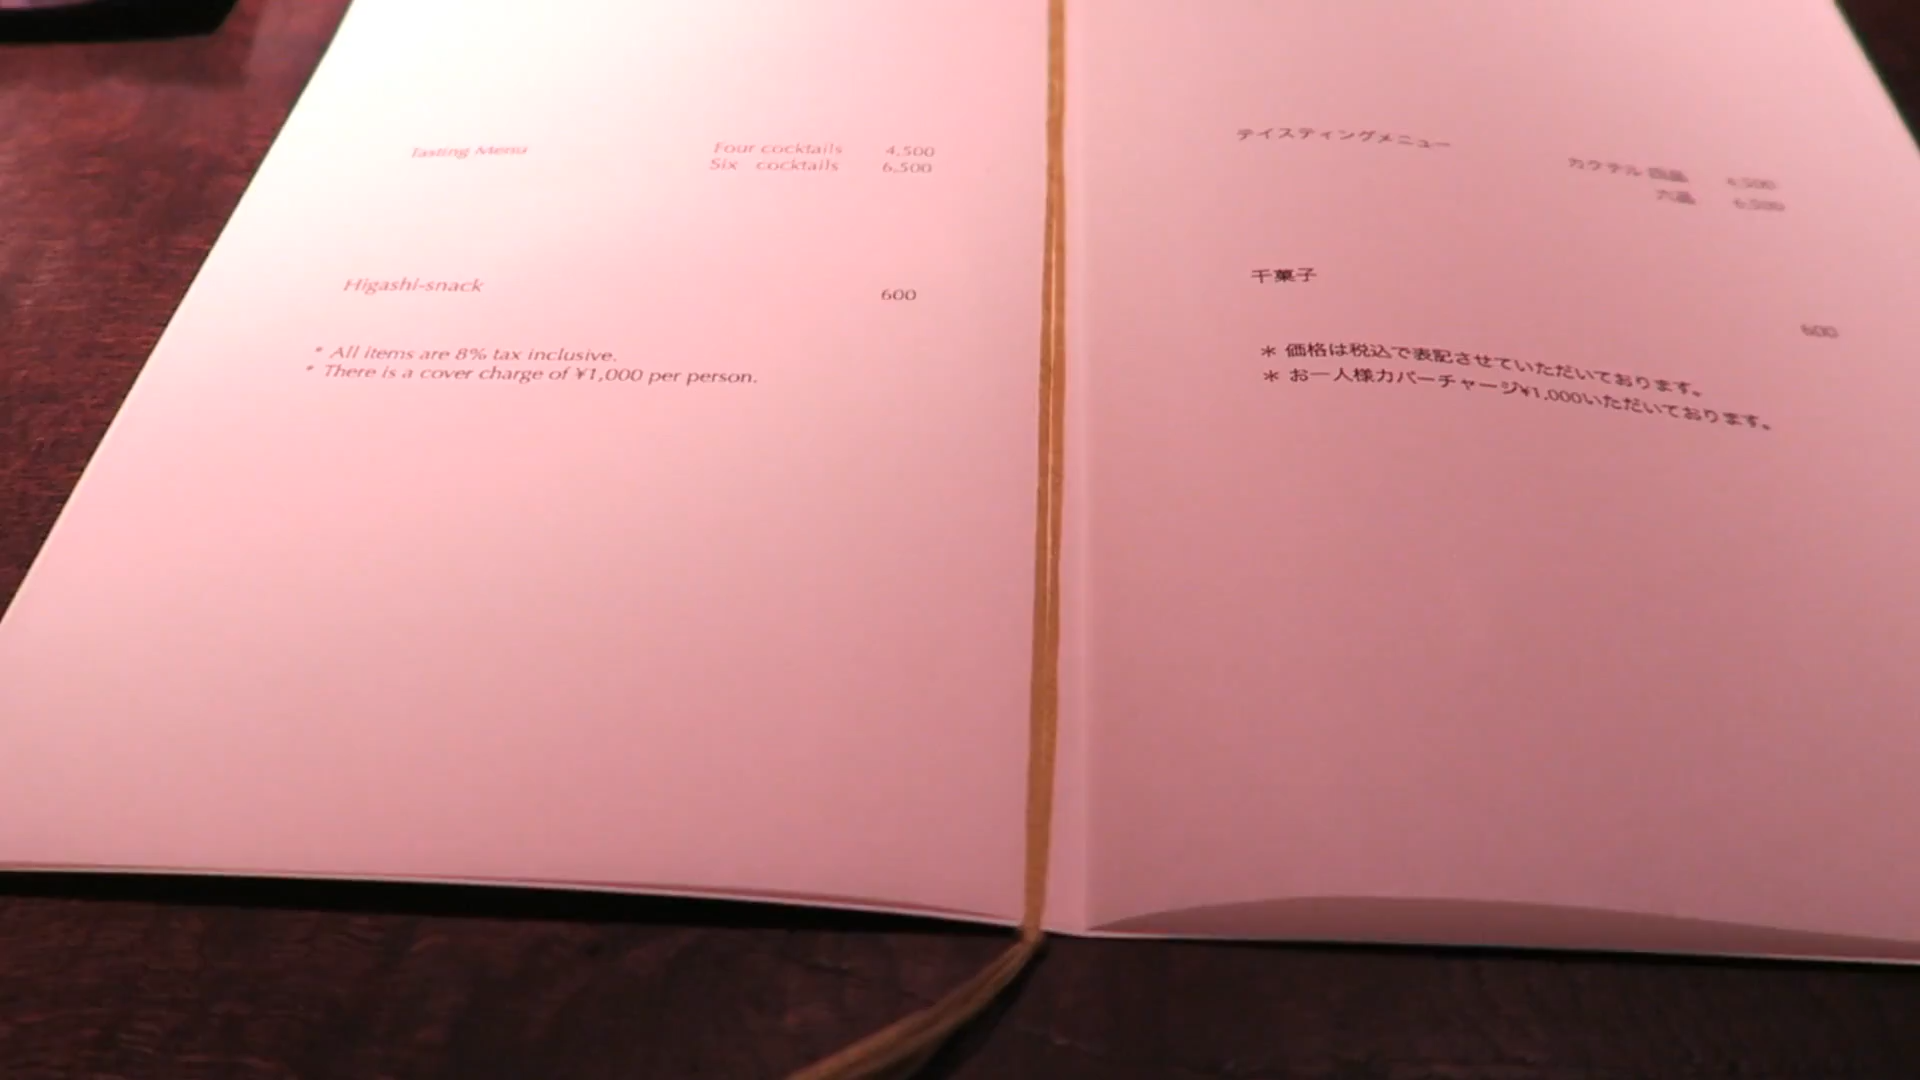 Tasting Menu Four cocktails 4,500
Six cocktails 6,500
Higashi-snack 600
* All items are 8% tax inclusive.
* There is a cover charge of ¥1,000 per person.
テイスティングメニュー
カクテル 四品 4,500
六品 6,500
干菓子
600
＊ 価格は税込で表記させていただいております。
＊ お一人様カバーチャージ¥1,000いただいております。